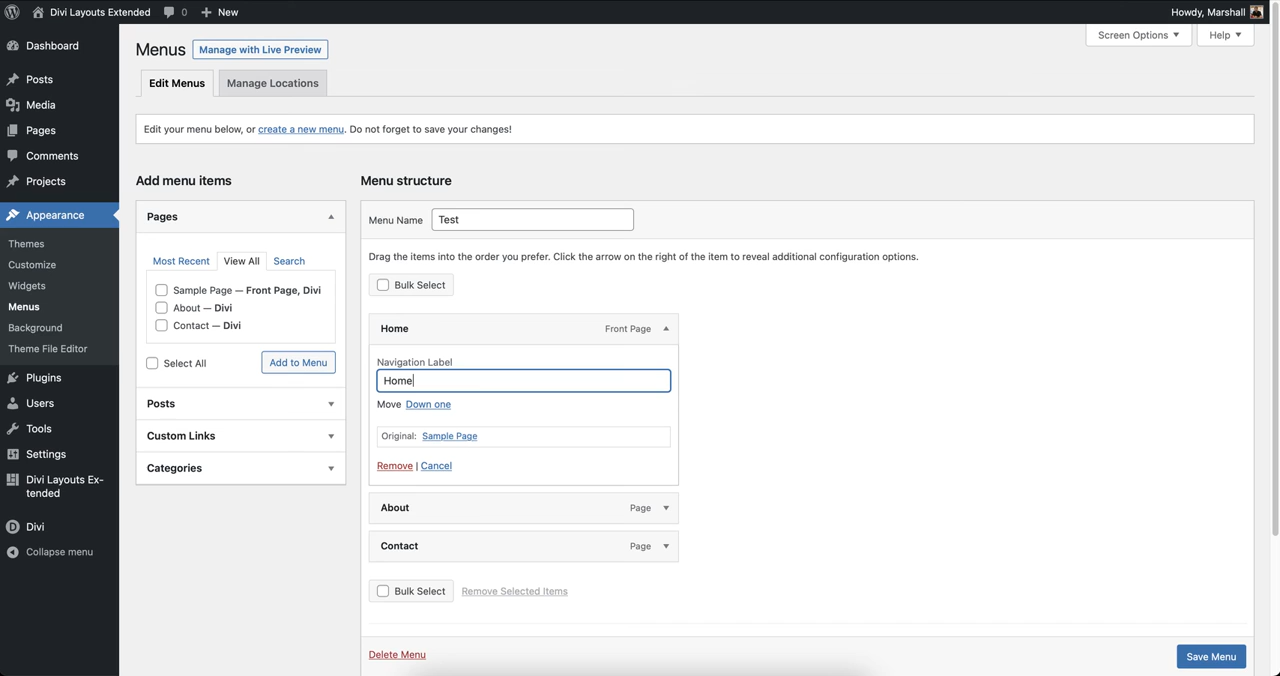 Divi Layouts Extended 0 New Howdy, Marshall
Screen Options Help
Menus Manage with Live Preview
Edit Menus Manage Locations
Edit your menu below, or create a new menu. Do not forget to save your changes!
Dashboard
Posts
Media
Pages
Comments
Projects
Appearance
Themes
Customize
Widgets
Menus
Background
Theme File Editor
Plugins
Users
Tools
Settings
Divi Layouts Ex-
tended
Divi
Collapse menu
Add menu items
Pages
Most Recent View All Search
Sample Page — Front Page, Divi
About — Divi
Contact — Divi
Select All Add to Menu
Posts
Custom Links
Categories
Menu structure
Menu Name Test
Drag the items into the order you prefer. Click the arrow on the right of the item to reveal additional configuration options.
Bulk Select
Home Front Page
Navigation Label
Home
Move Down one
Original: Sample Page
Remove | Cancel
About Page
Contact Page
Bulk Select Remove Selected Items
Delete Menu Save Menu